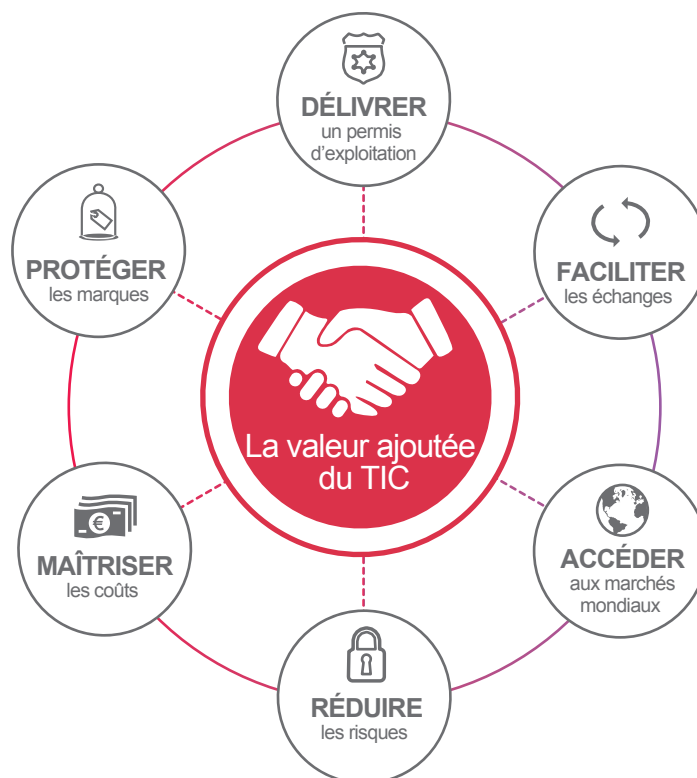 DÉLIVRER
un permis
d'exploitation
PROTÉGER
les marques
FACILITER
les échanges
La valeur ajoutée
du TIC
MAÎTRISER
les coûts
ACCÉDER
aux marchés
mondiaux
RÉDUIRE
les risques